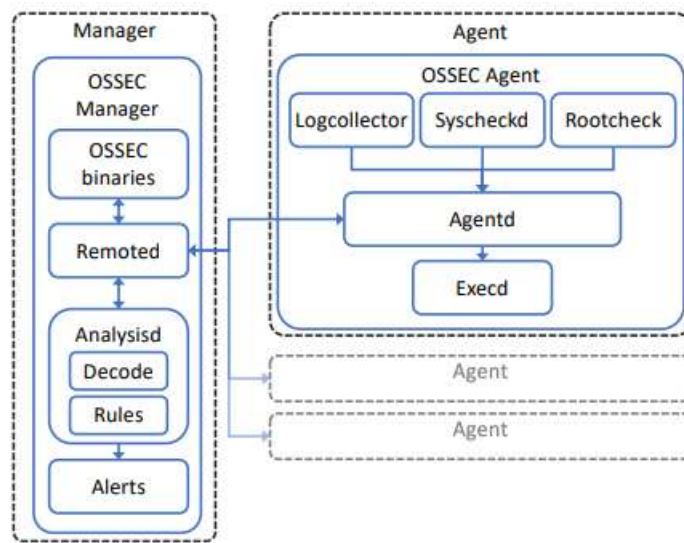 Manager
OSSEC
Manager
OSSEC
binaries
Remoted
Analysisd
Decode
Rules
Alerts
Agent
OSSEC Agent
Logcollector
Syscheckd
Rootcheck
Agentd
Execd
Agent
Agent